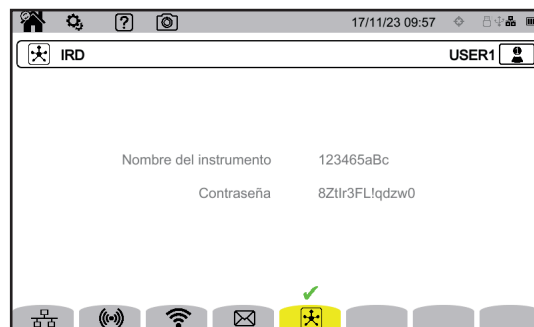 17/11/23 09:57
IRD USER1
Nombre del instrumento 123465aBc
Contraseña 8ZtIr3FL!qdzw0